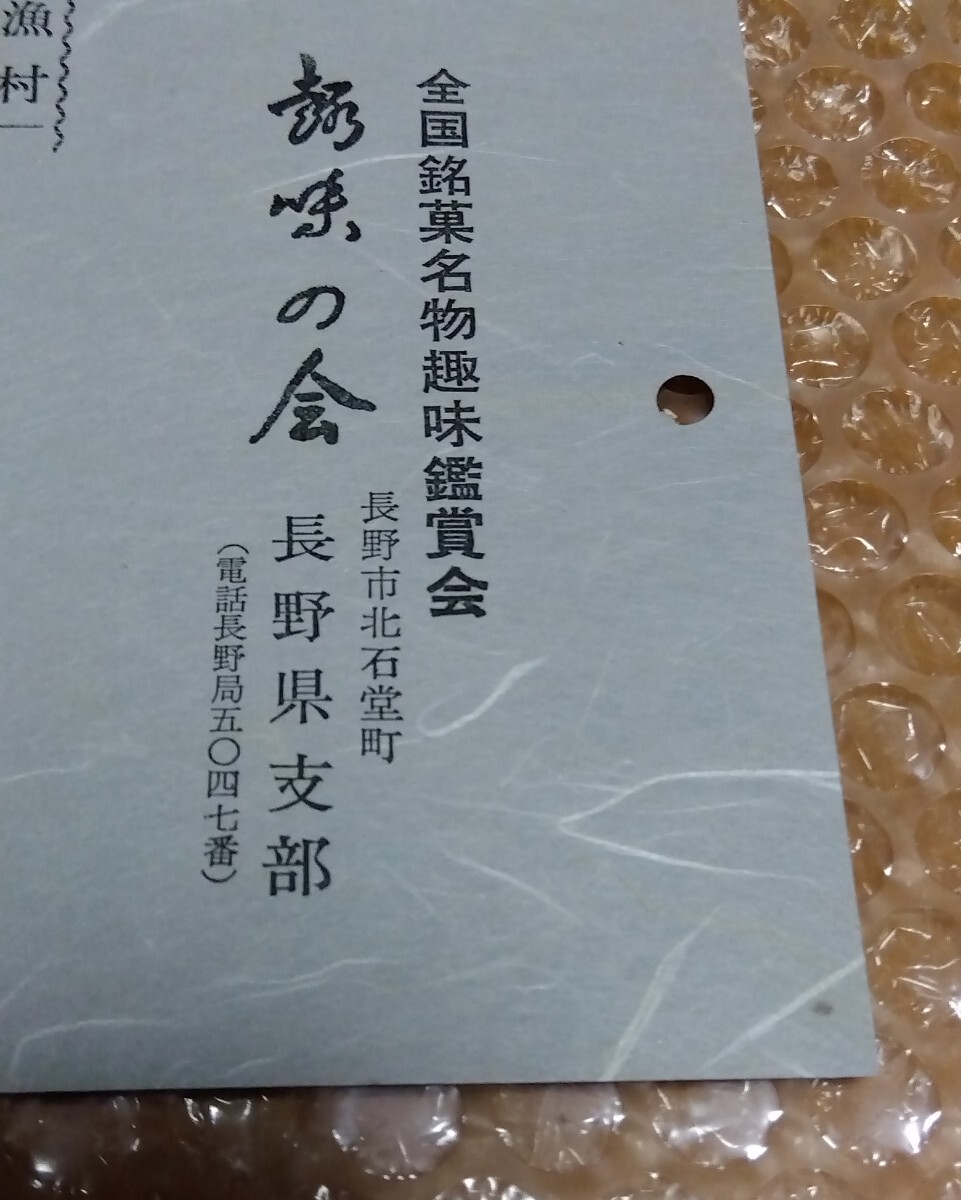 全国銘菓名物趣味鑑賞会
長野市北石堂町
趣味の会 長野県支部
(電話長野局五〇四七番)
漁村